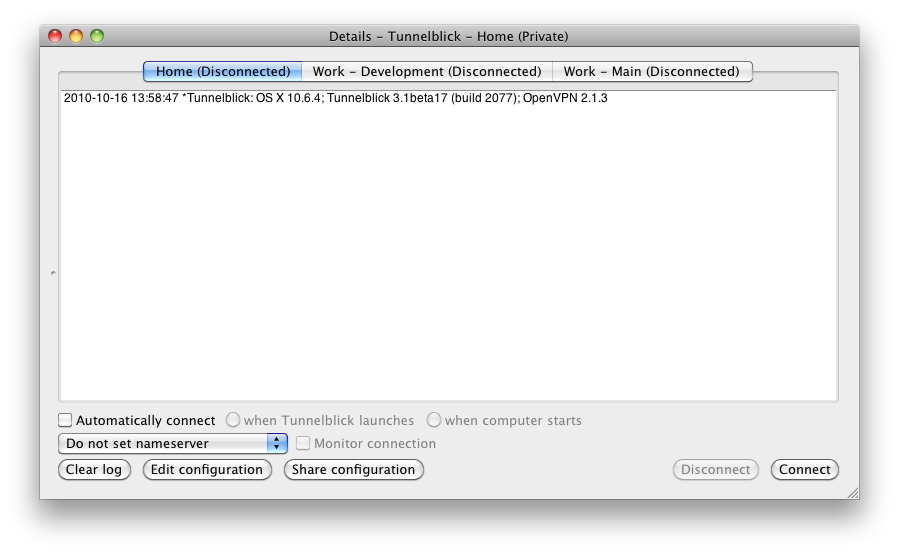 Details – Tunnelblick – Home (Private)
Home (Disconnected) Work – Development (Disconnected) Work – Main (Disconnected)
2010-10-16 13:58:47 *Tunnelblick: OS X 10.6.4; Tunnelblick 3.1beta17 (build 2077); OpenVPN 2.1.3
Automatically connect when Tunnelblick launches when computer starts
Do not set nameserver Monitor connection
Clear log Edit configuration Share configuration Disconnect Connect